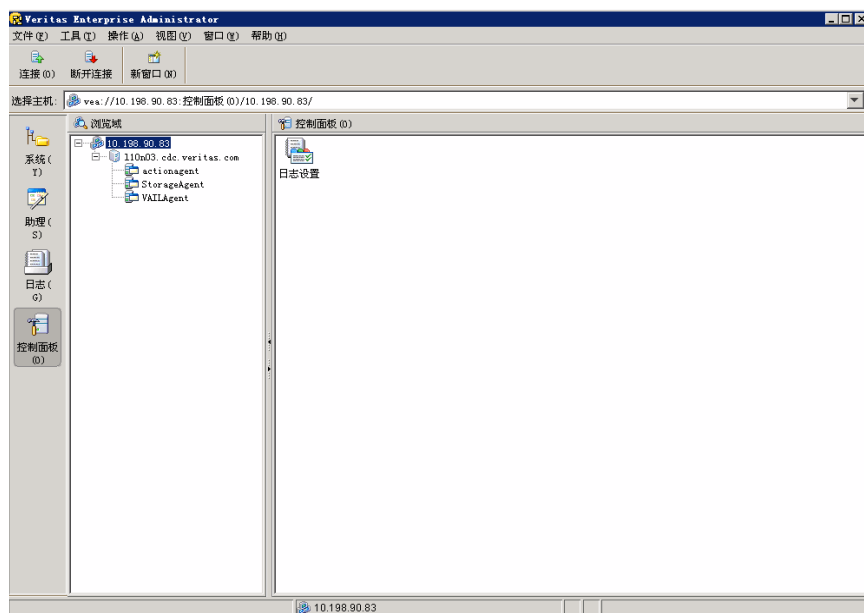 Veritas Enterprise Administrator
文件(F) 工具(T) 操作(A) 视图(V) 窗口(W) 帮助(H)
连接(O) 断开连接 新窗口(N)
选择主机: vea://10.198.90.83:控制面板(O)/10.198.90.83/
浏览域
控制面板(O)
系统(
Y)
助理(
S)
日志(
G)
控制面板
(O)
10.198.90.83
l10n03.cdc.veritas.com
actionagent
StorageAgent
VAILAgent
日志设置
10.198.90.83